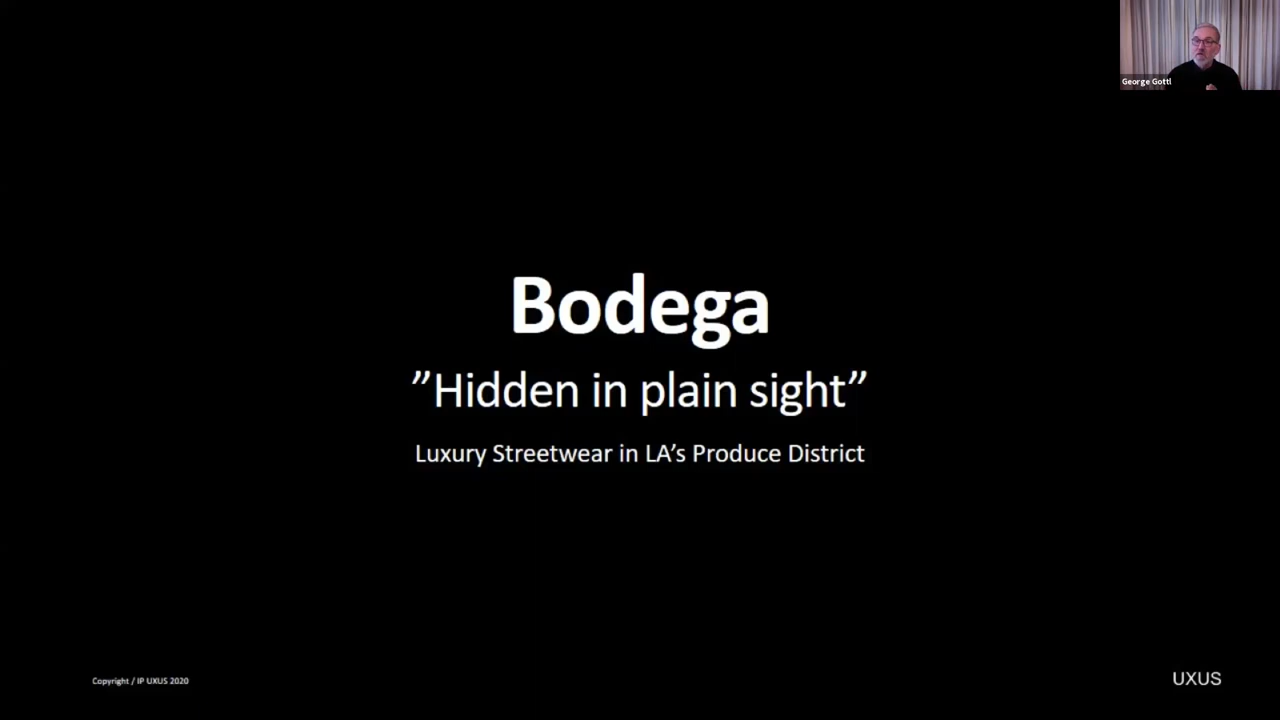 George Gottl
Bodega
”Hidden in plain sight”
Luxury Streetwear in LA’s Produce District
Copyright / IP UXUS 2020
UXUS